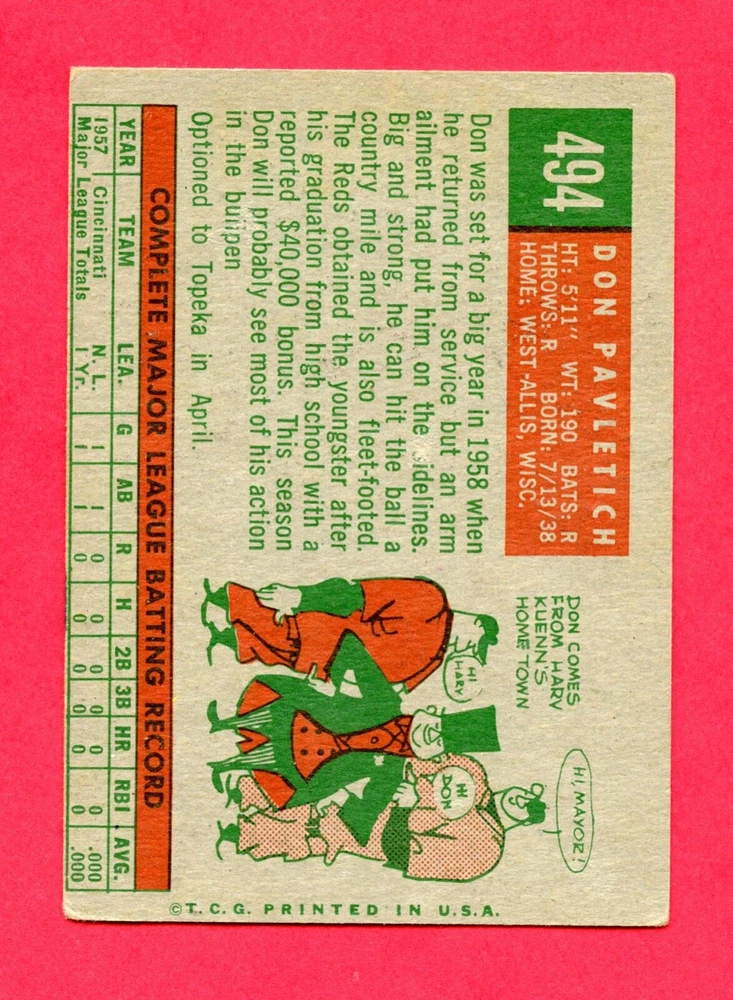 494
DON PAVLETICH
HT: 5'11" WT: 190 BATS: R
THROWS: R BORN: 7/13/38
HOME: WEST ALLIS, WISC.
Don was set for a big year in 1958 when
he returned from service but an arm
ailment had put him on the sidelines.
Big and strong, he can hit the ball a
country mile and is also fleet-footed.
The Reds obtained the youngster after
his graduation from high school with a
reported $40,000 bonus. This season
Don will probably see most of his action
in the bullpen
Optioned to Topeka in April.
DON COMES
FROM HARV
KUENN'S
HOME TOWN
HI, MAYOR!
HI
HARV
HI
DON
COMPLETE MAJOR LEAGUE BATTING RECORD
YEAR TEAM LEA. G AB R H 2B 3B HR RBI. AVG.
1957 Cincinnati N.L. 1 1 0 0 0 0 0 0 .000
Major League Totals 1 Yr. 1 1 0 0 0 0 0 0 .000
©T.C.G. PRINTED IN U.S.A.